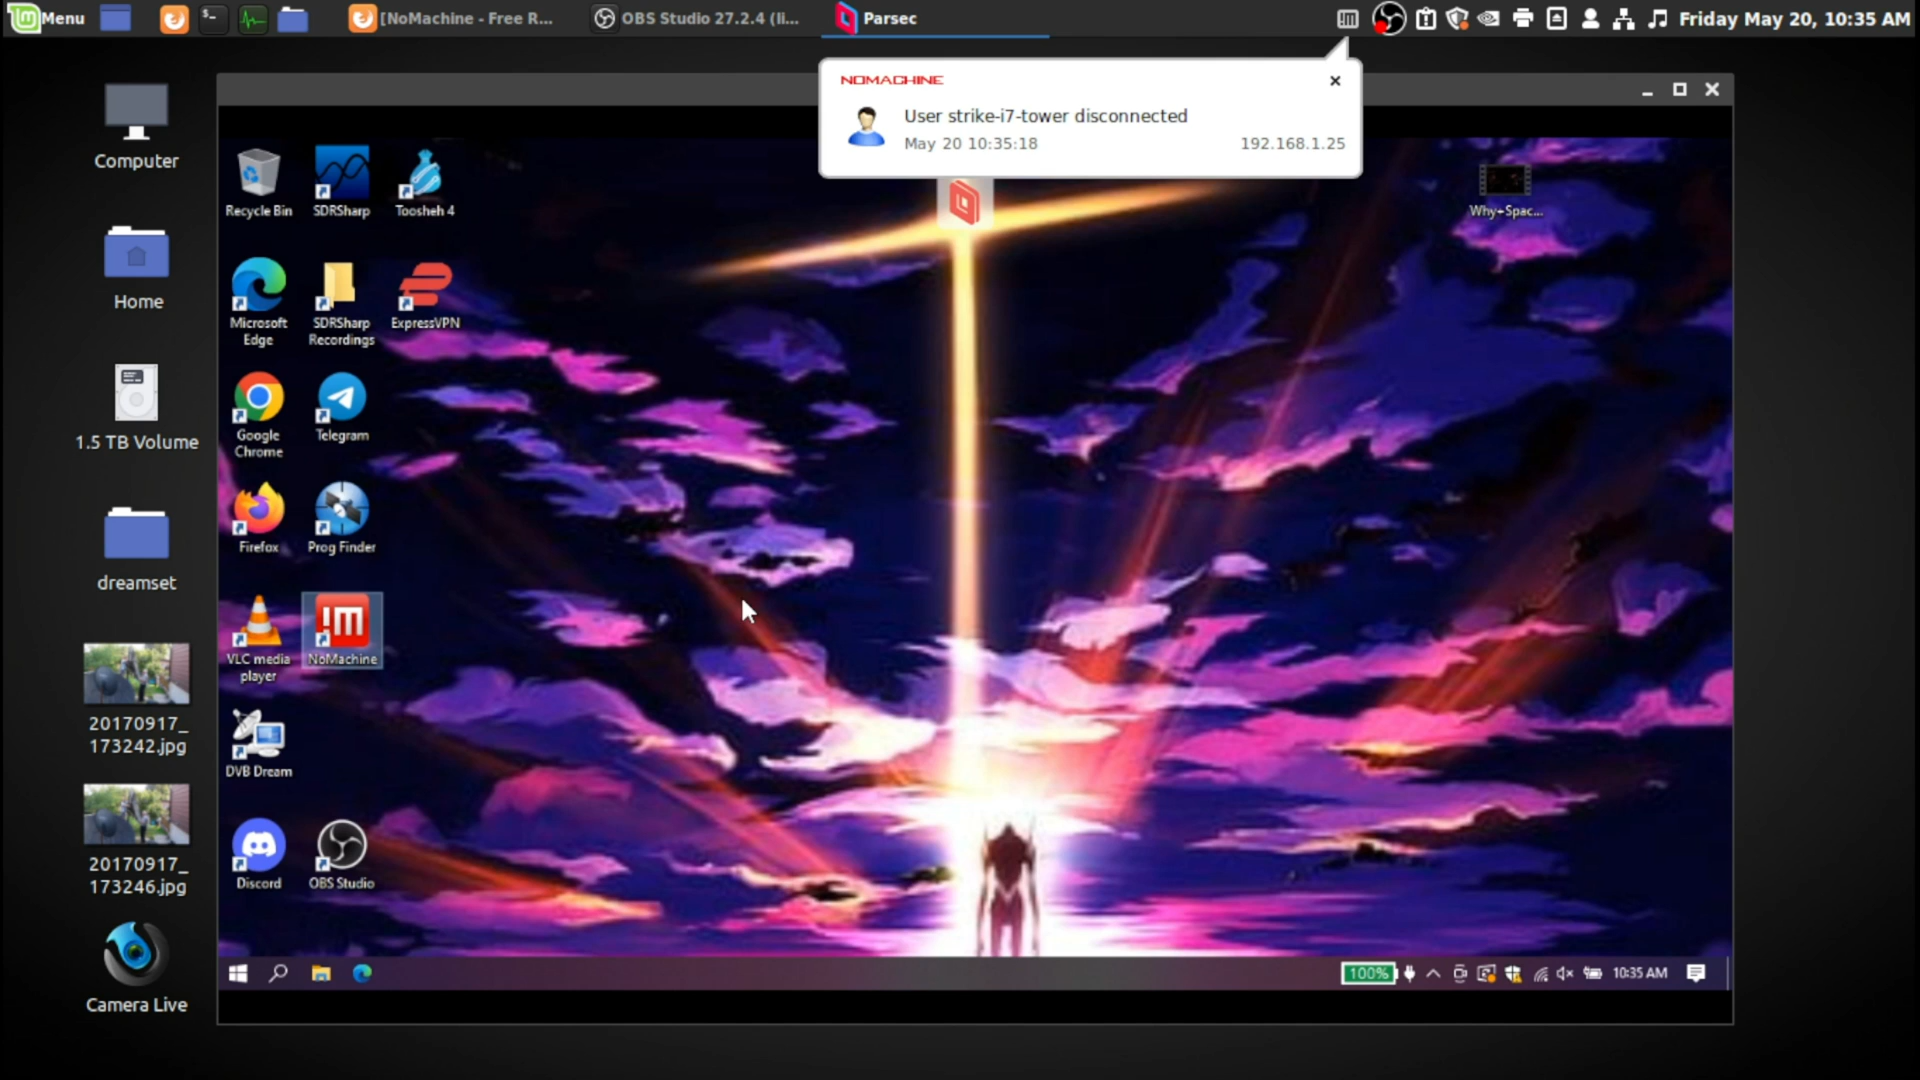 Menu
[NoMachine - Free R...
OBS Studio 27.2.4 (li...
Parsec
Friday May 20, 10:35 AM
NOMACHINE
User strike-i7-tower disconnected
May 20 10:35:18
192.168.1.25
Computer
Home
1.5 TB Volume
dreamset
20170917_
173242.jpg
20170917_
173246.jpg
Camera Live
Recycle Bin
SDRSharp
Toosheh 4
Why+Spac...
Microsoft
Edge
SDRSharp
Recordings
ExpressVPN
Google
Chrome
Telegram
Firefox
Prog Finder
VLC media
player
!M
NoMachine
DVB Dream
Discord
OBS Studio
100%
10:35 AM